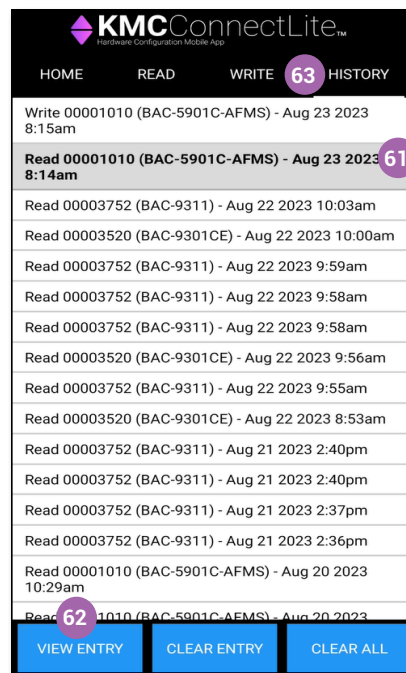 KMCConnectLite™
Hardware Configuration Mobile App
HOME READ WRITE 63 HISTORY
Write 00001010 (BAC-5901C-AFMS) - Aug 23 2023
8:15am
Read 00001010 (BAC-5901C-AFMS) - Aug 23 2023 61
8:14am
Read 00003752 (BAC-9311) - Aug 22 2023 10:03am
Read 00003520 (BAC-9301CE) - Aug 22 2023 10:00am
Read 00003752 (BAC-9311) - Aug 22 2023 9:59am
Read 00003752 (BAC-9311) - Aug 22 2023 9:58am
Read 00003752 (BAC-9311) - Aug 22 2023 9:58am
Read 00003520 (BAC-9301CE) - Aug 22 2023 9:56am
Read 00003752 (BAC-9311) - Aug 22 2023 9:55am
Read 00003520 (BAC-9301CE) - Aug 22 2023 8:53am
Read 00003752 (BAC-9311) - Aug 21 2023 2:40pm
Read 00003752 (BAC-9311) - Aug 21 2023 2:40pm
Read 00003752 (BAC-9311) - Aug 21 2023 2:37pm
Read 00003752 (BAC-9311) - Aug 21 2023 2:36pm
Read 00001010 (BAC-5901C-AFMS) - Aug 20 2023
10:29am
Read 62 1010 (BAC-5901C-AFMS) - Aug 20 2023
VIEW ENTRY CLEAR ENTRY CLEAR ALL